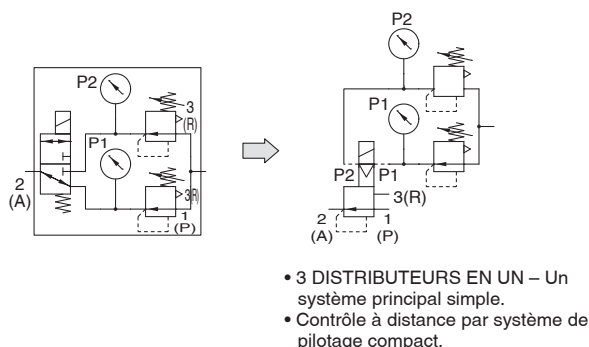 P2
3
(R)
P1
3(R)
2
(A)
1
(P)
P2
P1
P2 P1
3(R)
2 1
(A) (P)
• 3 DISTRIBUTEURS EN UN – Un
système principal simple.
• Contrôle à distance par système de
pilotage compact.